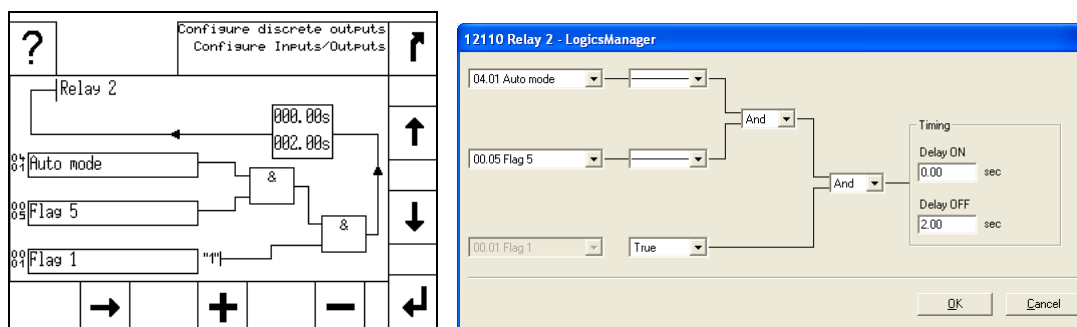 ?
Configure discrete outputs
Configure Inputs/Outputs
Relay 2
000.00s
002.00s
04
01 Auto mode
&
00
05 Flag 5
&
00
01 Flag 1 "1"
12110 Relay 2 - LogicsManager
04.01 Auto mode
And
Timing
Delay ON
00.05 Flag 5
0.00 sec
And
Delay OFF
2.00 sec
00.01 Flag 1 True
OK Cancel